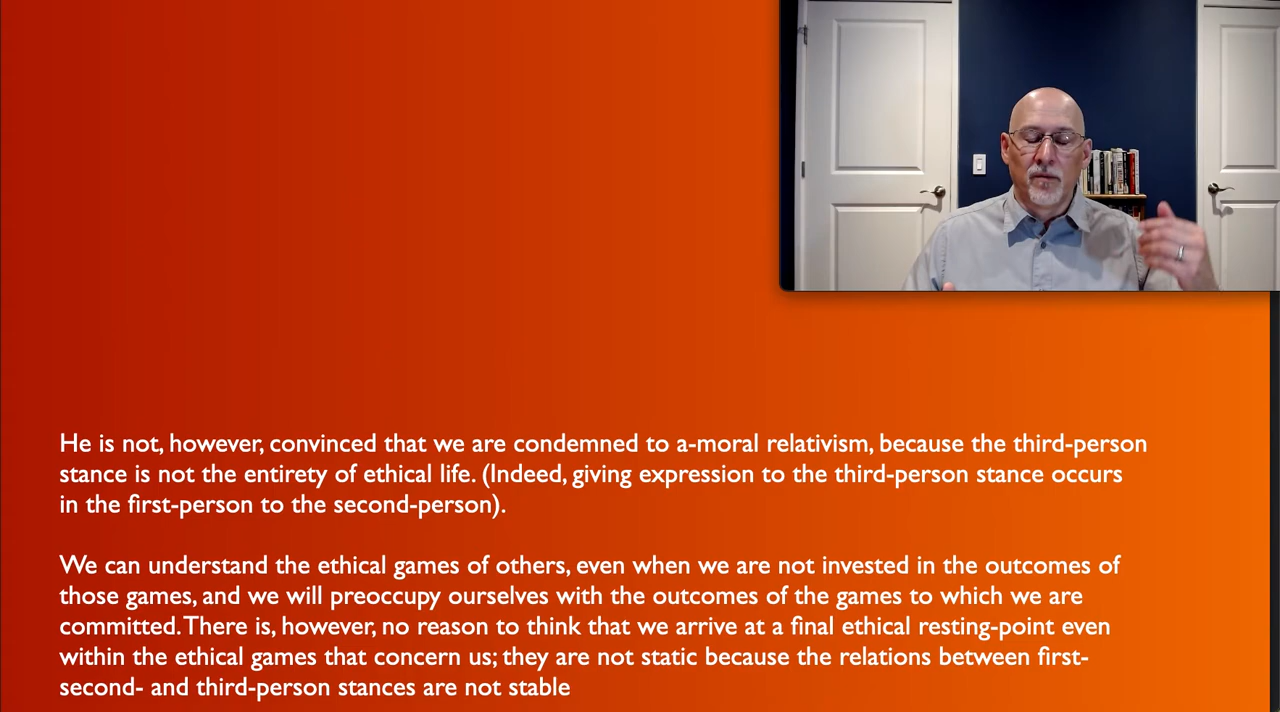 He is not, however, convinced that we are condemned to a-moral relativism, because the third-person
stance is not the entirety of ethical life. (Indeed, giving expression to the third-person stance occurs
in the first-person to the second-person).
We can understand the ethical games of others, even when we are not invested in the outcomes of
those games, and we will preoccupy ourselves with the outcomes of the games to which we are
committed. There is, however, no reason to think that we arrive at a final ethical resting-point even
within the ethical games that concern us; they are not static because the relations between first-
second- and third-person stances are not stable